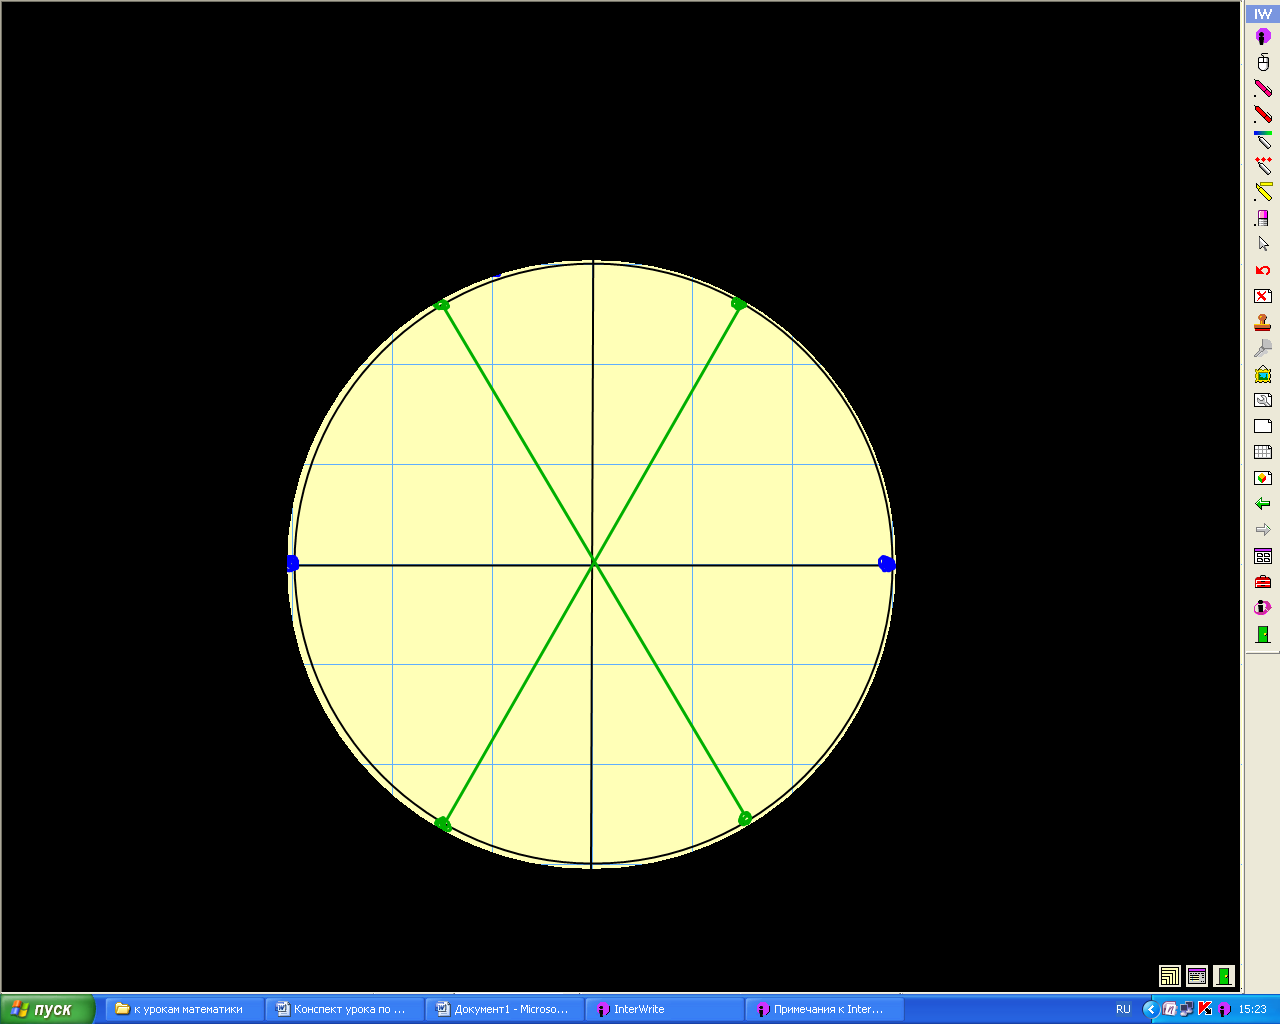 IW
пуск
к урокам математики
Конспект урока по ...
Документ1 - Microso...
InterWrite
Примечания к Inter...
RU
15:23